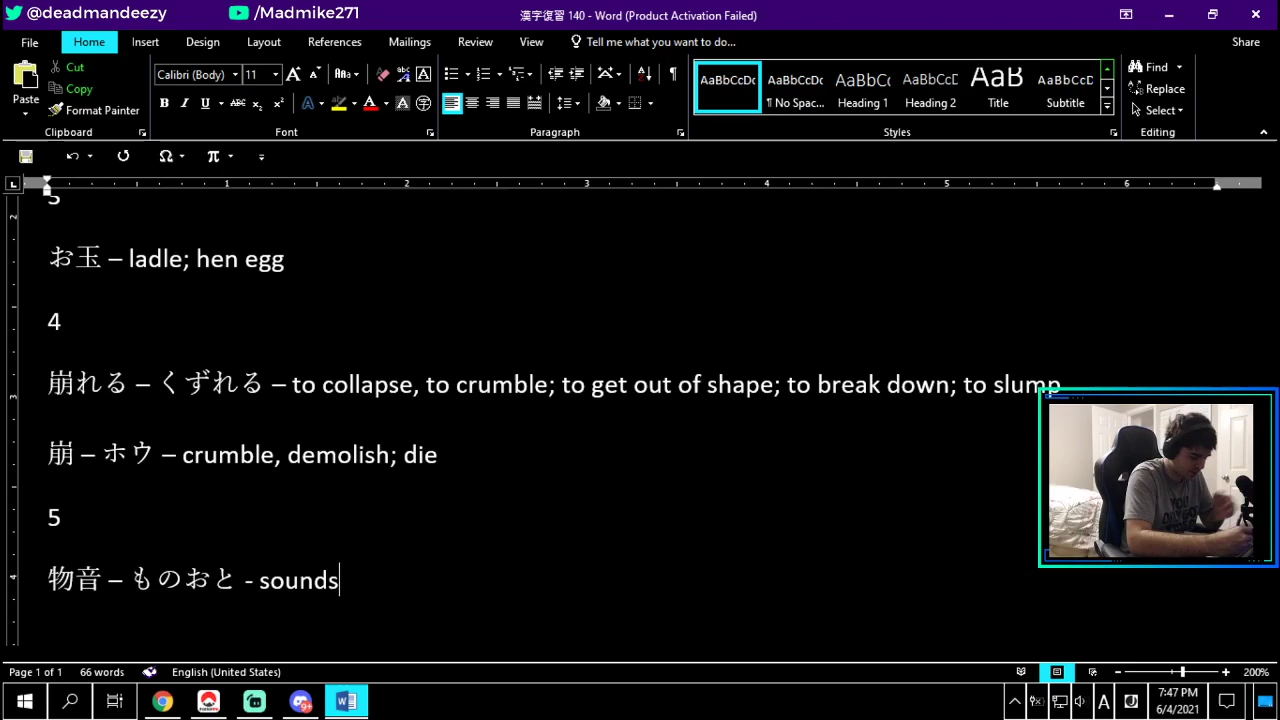 @deadmandeezy
/Madmike271
漢字復習 140 - Word (Product Activation Failed)
File Home Insert Design Layout References Mailings Review View Tell me what you want to do... Share
Paste
Cut
Copy
Format Painter
Clipboard
Calibri (Body) 11
Font
Paragraph
AaBbCcDc AaBbCcDc AaBbCc AaBbCcD AaB AaBbCcD
¶ No Spac... Heading 1 Heading 2 Title Subtitle
Styles
Find
Replace
Select
Editing
1 2 3 4 5 6
お玉 – ladle; hen egg
4
崩れる – くずれる – to collapse, to crumble; to get out of shape; to break down; to slump
崩 – ホウ – crumble, demolish; die
5
物音 – ものおと - sounds
Page 1 of 1 66 words English (United States) 200%
7:47 PM
6/4/2021